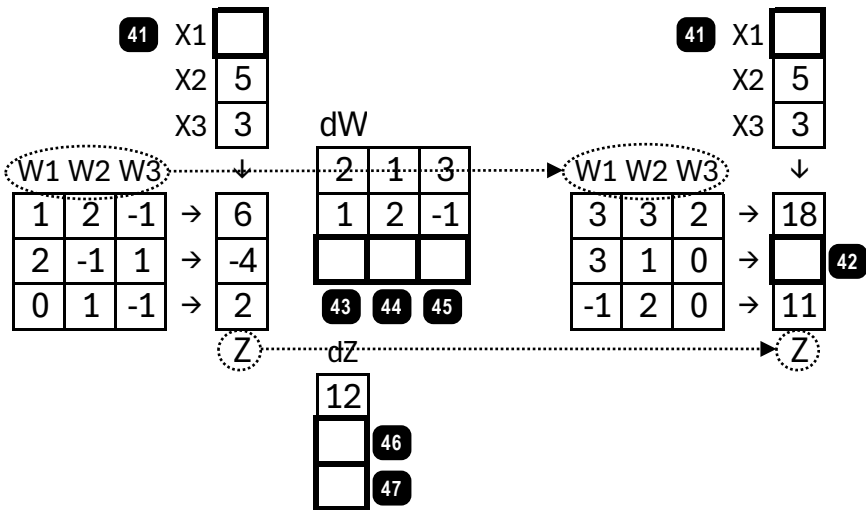 41 X1 41 X1
X2 5 X2 5
X3 3 dW X3 3
W1 W2 W3 ↓ 2 1 3 W1 W2 W3 ↓
1 2 -1 → 6 1 2 -1 3 3 2 → 18
2 -1 1 → -4 3 1 0 → 42
0 1 -1 → 2 43 44 45 -1 2 0 → 11
Z dZ Z
12
46
47